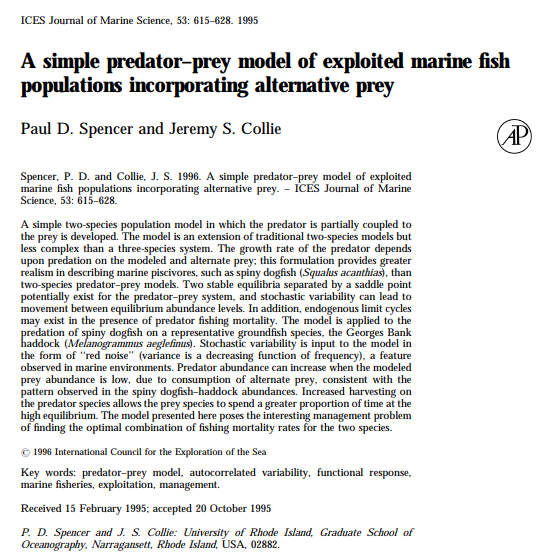 ICES Journal of Marine Science, 53: 615–628. 1995
A simple predator–prey model of exploited marine fish
populations incorporating alternative prey
Paul D. Spencer and Jeremy S. Collie
AP
Spencer, P. D. and Collie, J. S. 1996. A simple predator–prey model of exploited
marine fish populations incorporating alternative prey. – ICES Journal of Marine
Science, 53: 615–628.
A simple two-species population model in which the predator is partially coupled to
the prey is developed. The model is an extension of traditional two-species models but
less complex than a three-species system. The growth rate of the predator depends
upon predation on the modeled and alternate prey; this formulation provides greater
realism in describing marine piscivores, such as spiny dogfish (Squalus acanthias), than
two-species predator–prey models. Two stable equilibria separated by a saddle point
potentially exist for the predator–prey system, and stochastic variability can lead to
movement between equilibrium abundance levels. In addition, endogenous limit cycles
may exist in the presence of predator fishing mortality. The model is applied to the
predation of spiny dogfish on a representative groundfish species, the Georges Bank
haddock (Melanogrammus aeglefinus). Stochastic variability is input to the model in
the form of "red noise" (variance is a decreasing function of frequency), a feature
observed in marine environments. Predator abundance can increase when the modeled
prey abundance is low, due to consumption of alternate prey, consistent with the
pattern observed in the spiny dogfish–haddock abundances. Increased harvesting on
the predator species allows the prey species to spend a greater proportion of time at the
high equilibrium. The model presented here poses the interesting management problem
of finding the optimal combination of fishing mortality rates for the two species.
© 1996 International Council for the Exploration of the Sea
Key words: predator–prey model, autocorrelated variability, functional response,
marine fisheries, exploitation, management.
Received 15 February 1995; accepted 20 October 1995
P. D. Spencer and J. S. Collie: University of Rhode Island, Graduate School of
Oceanography, Narragansett, Rhode Island, USA, 02882.